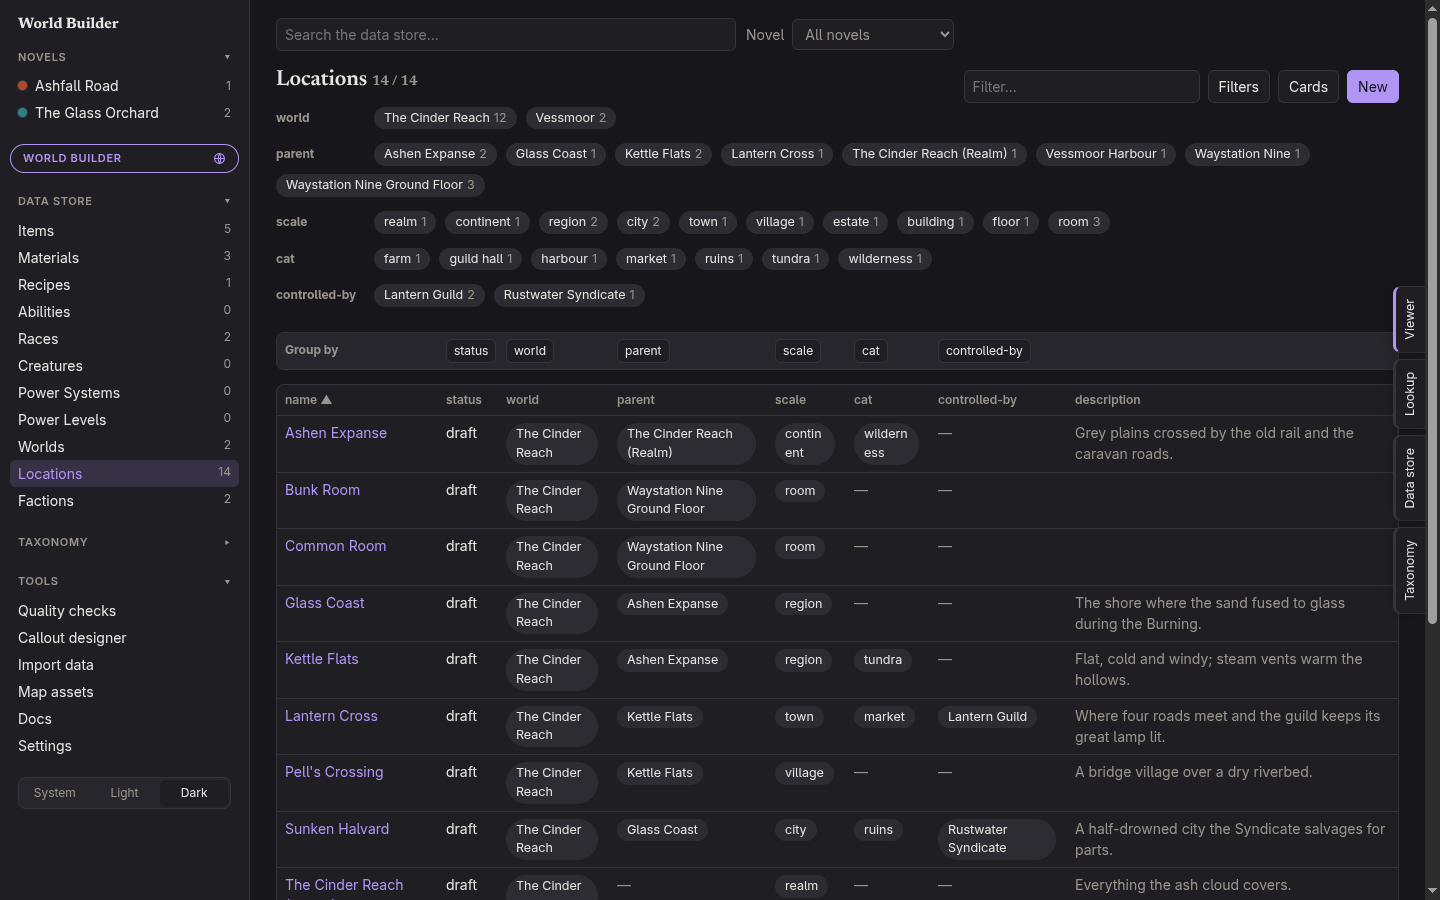 World Builder
NOVELS
Ashfall Road 1
The Glass Orchard 2
WORLD BUILDER
DATA STORE
Items 5
Materials 3
Recipes 1
Abilities 0
Races 2
Creatures 0
Power Systems 0
Power Levels 0
Worlds 2
Locations 14
Factions 2
TAXONOMY
TOOLS
Quality checks
Callout designer
Import data
Map assets
Docs
Settings
System Light Dark
Search the data store... Novel All novels
Locations 14 / 14
Filter... Filters Cards New
world The Cinder Reach 12 Vessmoor 2
parent Ashen Expanse 2 Glass Coast 1 Kettle Flats 2 Lantern Cross 1 The Cinder Reach (Realm) 1 Vessmoor Harbour 1 Waystation Nine 1
Waystation Nine Ground Floor 3
scale realm 1 continent 1 region 2 city 2 town 1 village 1 estate 1 building 1 floor 1 room 3
cat farm 1 guild hall 1 harbour 1 market 1 ruins 1 tundra 1 wilderness 1
controlled-by Lantern Guild 2 Rustwater Syndicate 1
Group by status world parent scale cat controlled-by
name ▲ status world parent scale cat controlled-by description
Ashen Expanse draft The Cinder The Cinder Reach contin wildern — Grey plains crossed by the old rail and the
Reach (Realm) ent ess caravan roads.
Bunk Room draft The Cinder Waystation Nine room — —
Reach Ground Floor
Common Room draft The Cinder Waystation Nine room — —
Reach Ground Floor
Glass Coast draft The Cinder Ashen Expanse region — — The shore where the sand fused to glass
Reach during the Burning.
Kettle Flats draft The Cinder Ashen Expanse region tundra — Flat, cold and windy; steam vents warm the
Reach hollows.
Lantern Cross draft The Cinder Kettle Flats town market Lantern Guild Where four roads meet and the guild keeps its
Reach great lamp lit.
Pell's Crossing draft The Cinder Kettle Flats village — — A bridge village over a dry riverbed.
Reach
Sunken Halvard draft The Cinder Glass Coast city ruins Rustwater A half-drowned city the Syndicate salvages for
Reach Syndicate parts.
The Cinder Reach draft The Cinder — realm — — Everything the ash cloud covers.
Viewer
Lookup
Data store
Taxonomy